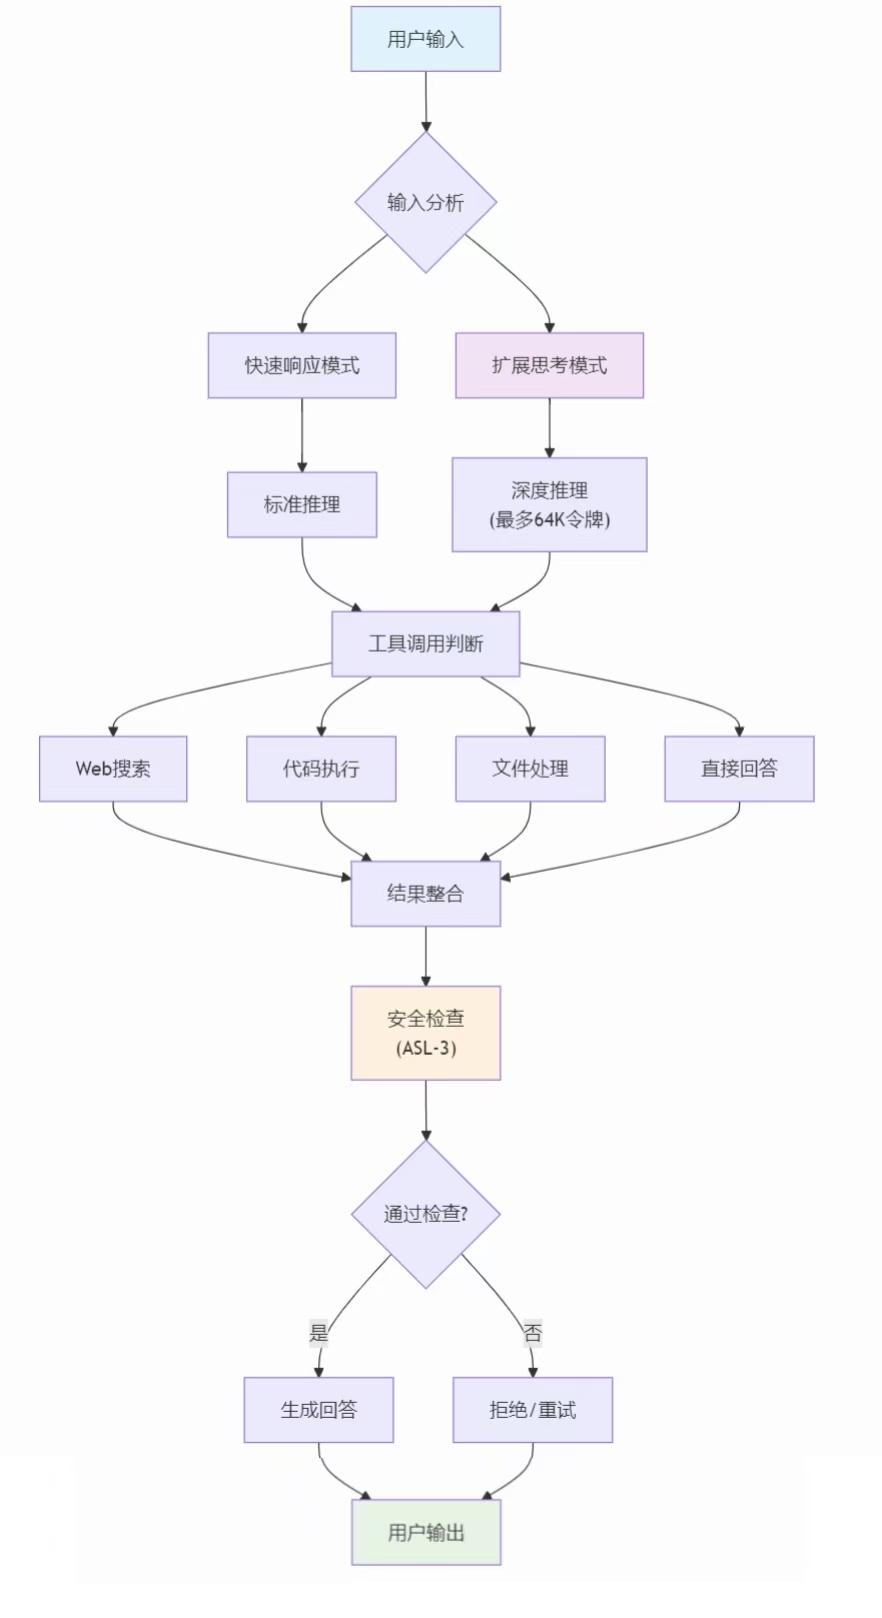 用户输入
输入分析
快速响应模式
扩展思考模式
标准推理
深度推理
(最多64K令牌)
工具调用判断
Web搜索
代码执行
文件处理
直接回答
结果整合
安全检查
(ASL-3)
通过检查?
是
否
生成回答
拒绝/重试
用户输出